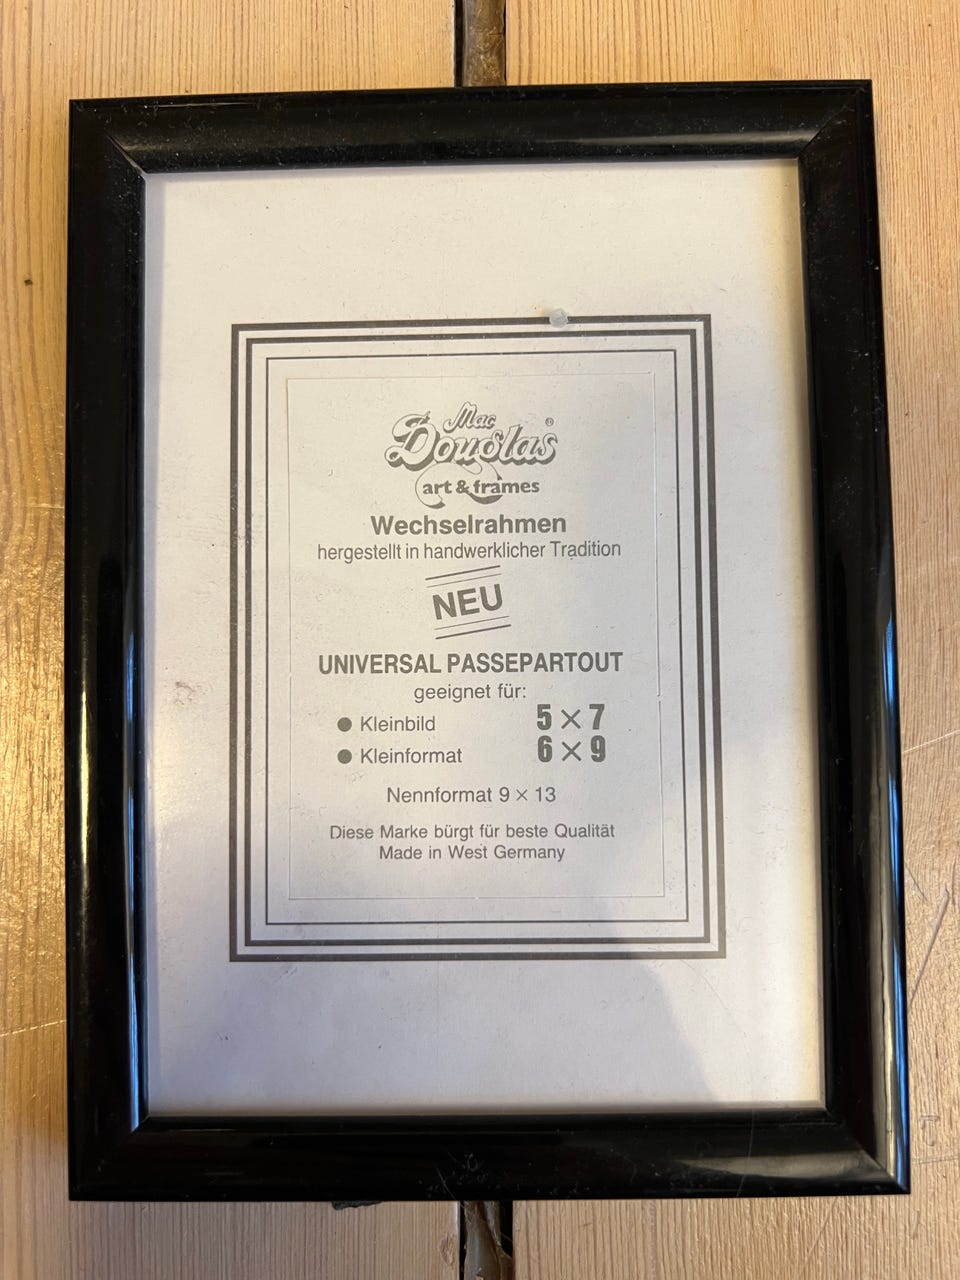 Mac
Douglas®
art & frames
Wechselrahmen
hergestellt in handwerklicher Tradition
NEU
UNIVERSAL PASSEPARTOUT
geeignet für:
● Kleinbild 5 × 7
● Kleinformat 6 × 9
Nennformat 9 × 13
Diese Marke bürgt für beste Qualität
Made in West Germany